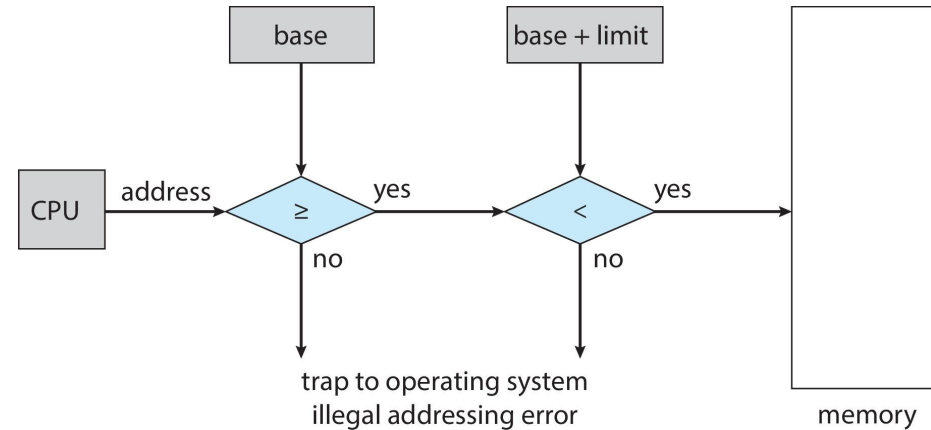 base
base + limit
CPU
address
≥
yes
<
yes
no
no
trap to operating system
illegal addressing error
memory